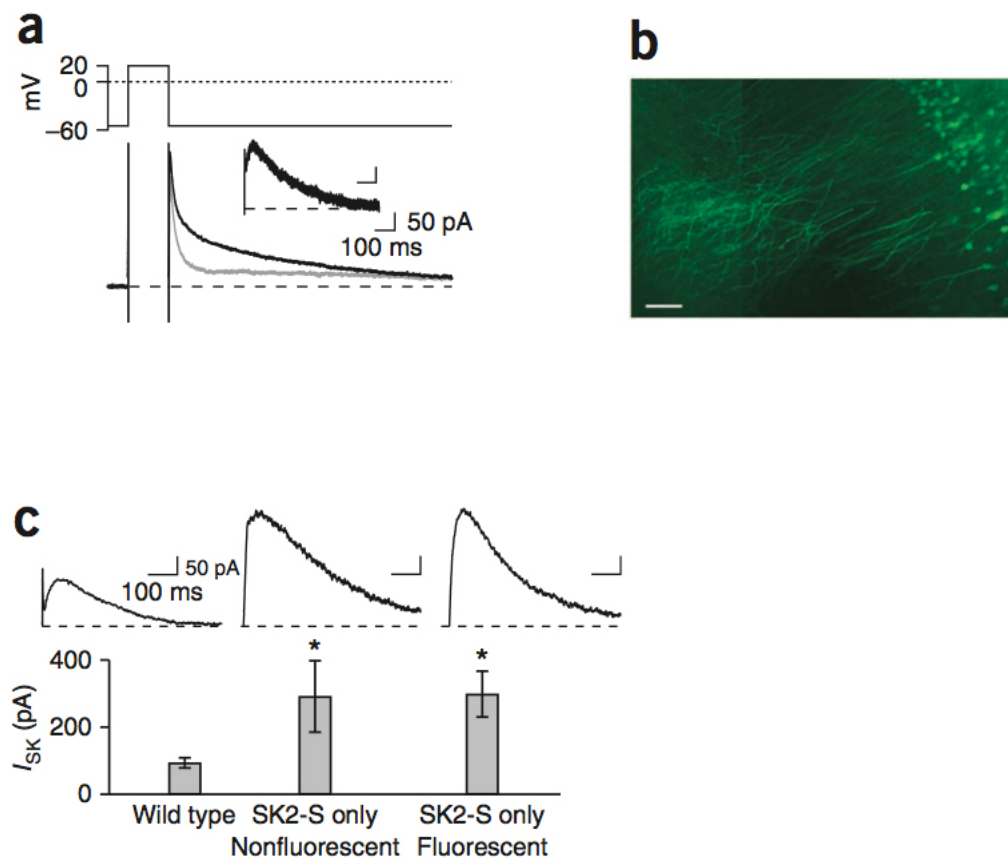 a
20
0
mV
−60
50 pA
100 ms
b
c
50 pA
100 ms
*
*
400
200
0
I_SK (pA)
Wild type
SK2-S only
Nonfluorescent
SK2-S only
Fluorescent